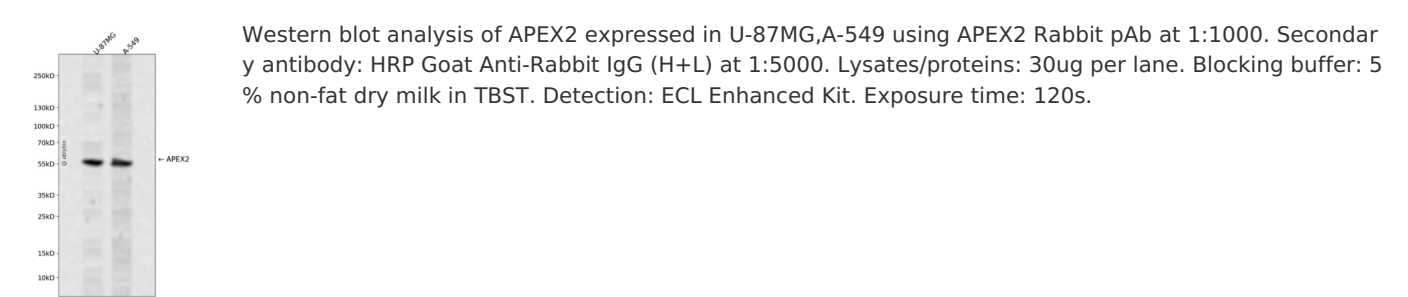 U-87MG
A-549
Western blot analysis of APEX2 expressed in U-87MG,A-549 using APEX2 Rabbit pAb at 1:1000. Secondar
y antibody: HRP Goat Anti-Rabbit IgG (H+L) at 1:5000. Lysates/proteins: 30ug per lane. Blocking buffer: 5
% non-fat dry milk in TBST. Detection: ECL Enhanced Kit. Exposure time: 120s.
250kD
130kD
100kD
70kD
55kD
← APEX2
35kD
25kD
15kD
10kD